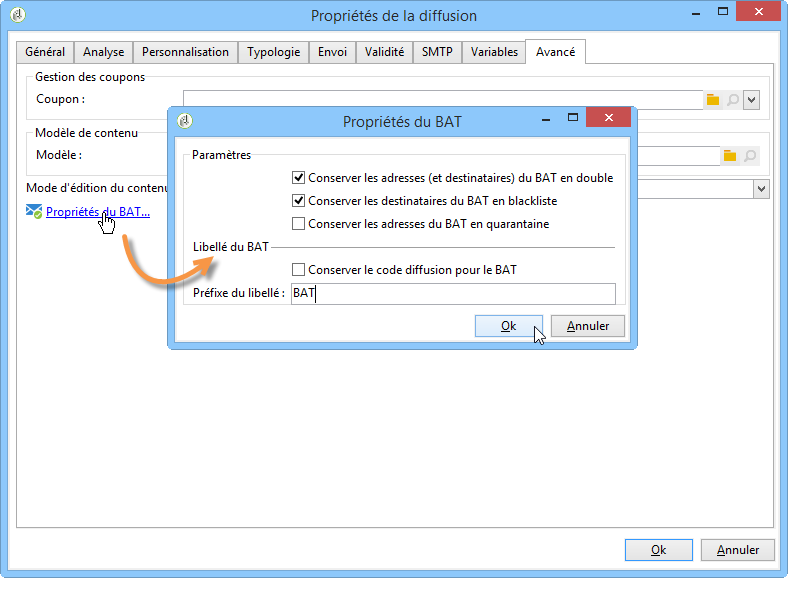 Propriétés de la diffusion
Général Analyse Personnalisation Typologie Envoi Validité SMTP Variables Avancé
Gestion des coupons
Coupon :
Propriétés du BAT
Modèle de contenu
Modèle :
Mode d'édition du contenu
Propriétés du BAT...
Paramètres
Conserver les adresses (et destinataires) du BAT en double
Conserver les destinataires du BAT en blackliste
Conserver les adresses du BAT en quarantaine
Libellé du BAT
Conserver le code diffusion pour le BAT
Préfixe du libellé : BAT
Ok Annuler
Ok Annuler